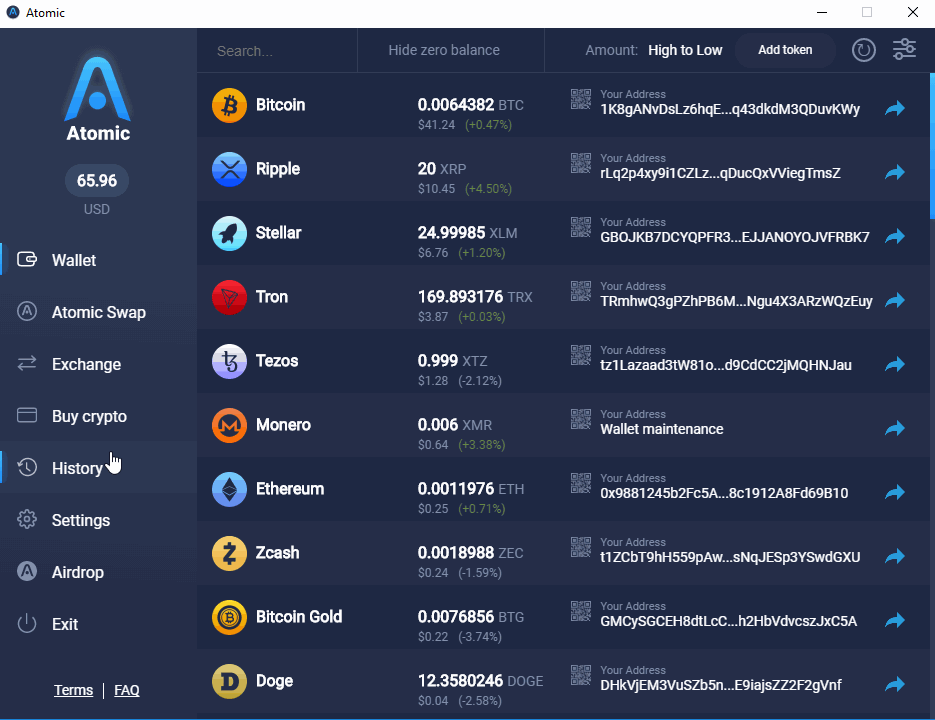 Atomic
Search...
Hide zero balance
Amount: High to Low
Add token
Atomic
65.96
USD
Wallet
Atomic Swap
Exchange
Buy crypto
History
Settings
Airdrop
Exit
Terms | FAQ
Bitcoin
0.0064382 BTC
$41.24 (+0.47%)
Your Address
1K8gANvDsLz6hqE...q43dkdM3QDuvKWy
Ripple
20 XRP
$10.45 (+4.50%)
Your Address
rLq2p4xy9i1CZLz...qDucQxVViegTmsZ
Stellar
24.99985 XLM
$6.76 (+1.20%)
Your Address
GBOJKB7DCYQPFR3...EJJANOYOJVFRBK7
Tron
169.893176 TRX
$3.87 (+0.03%)
Your Address
TRmhwQ3gPZhPB6M...Ngu4X3ARzWQzEuy
Tezos
0.999 XTZ
$1.28 (-2.12%)
Your Address
tz1Lazaad3tW81o...d9CdCC2jMQHNJau
Monero
0.006 XMR
$0.64 (+3.38%)
Your Address
Wallet maintenance
Ethereum
0.0011976 ETH
$0.25 (+0.71%)
Your Address
0x9881245b2Fc5A...8c1912A8Fd69B10
Zcash
0.0018988 ZEC
$0.24 (-1.59%)
Your Address
t1ZCbT9hH559pAw...sNqJESp3YSwdGXU
Bitcoin Gold
0.0076856 BTG
$0.22 (-3.74%)
Your Address
GMCySGCEH8dtLcC...h2HbVdvcszJxC5A
Doge
12.3580246 DOGE
$0.04 (-2.58%)
Your Address
DHkVjEM3VuSZb5n...E9iajsZZ2F2gVnf